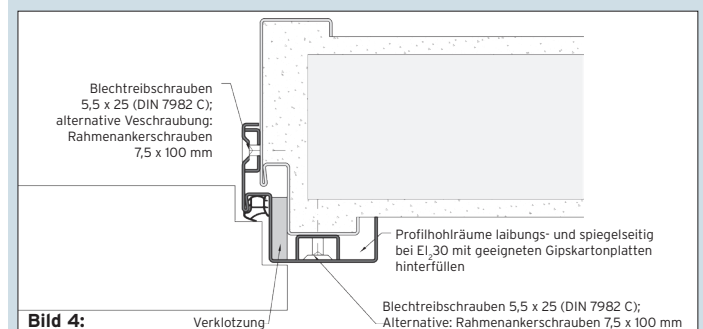 Blechtreibschrauben
5,5 x 25 (DIN 7982 C);
alternative Veschraubung:
Rahmenankerschrauben
7,5 x 100 mm
Profilhohlräume laibungs- und spiegelseitig
bei EI₂30 mit geeigneten Gipskartonplatten
hinterfüllen
Blechtreibschrauben 5,5 x 25 (DIN 7982 C);
Alternative: Rahmenankerschrauben 7,5 x 100 mm
Verklotzung
Bild 4: